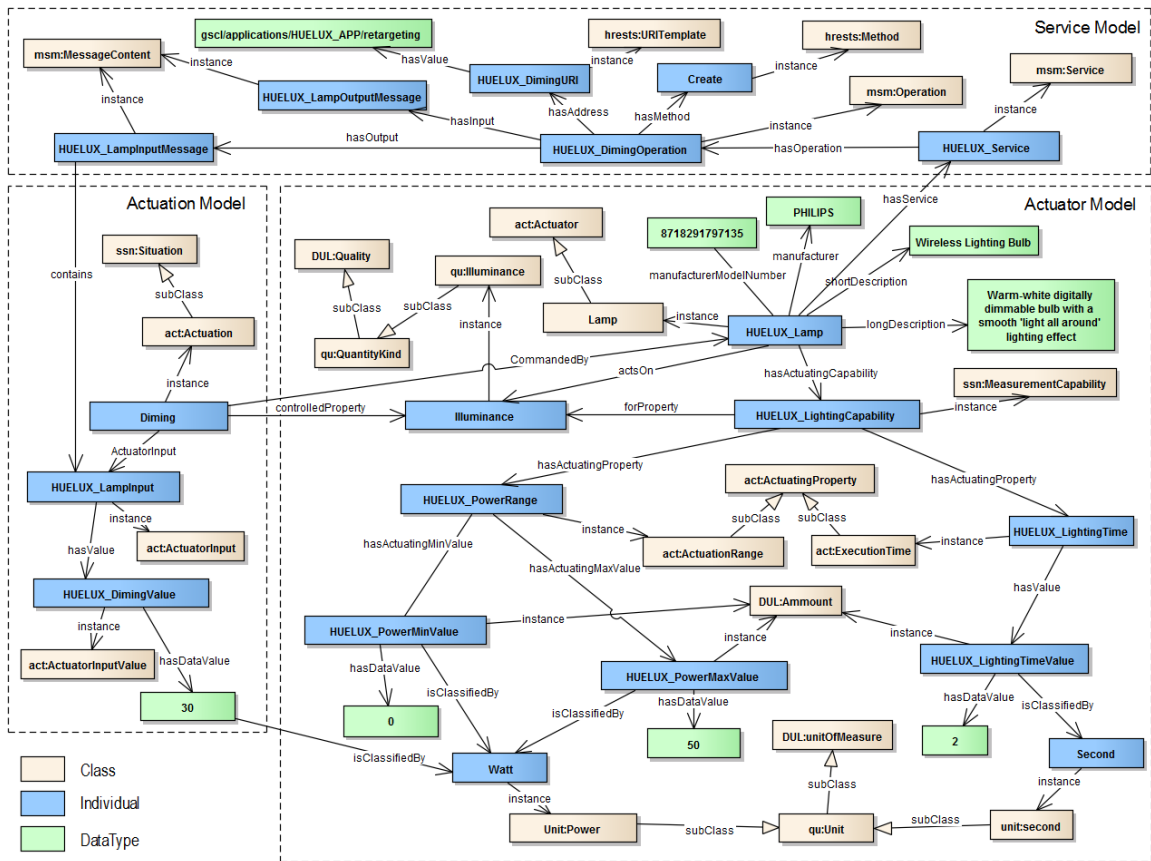 Service Model
gscl/applications/HUELUX_APP/retargeting
hrests:URITemplate
hrests:Method
msm:MessageContent
instance
hasValue
instance
instance
msm:Service
HUELUX_DimingURI
Create
HUELUX_LampOutputMessage
msm:Operation
instance
instance
hasInput
hasAddress
hasMethod
instance
hasOutput
HUELUX_LampInputMessage
HUELUX_DimingOperation
hasOperation
HUELUX_Service
Actuation Model
Actuator Model
contains
ssn:Situation
subClass
act:Actuation
instance
Diming
ActuatorInput
HUELUX_LampInput
instance
act:ActuatorInput
hasValue
HUELUX_DimingValue
instance
act:ActuatorInputValue
hasDataValue
30
isClassifiedBy
hasService
act:Actuator
8718291797135
PHILIPS
Wireless Lighting Bulb
DUL:Quality
qu:Illuminance
manufacturerModelNumber
manufacturer
shortDescription
subClass
subClass
subClass
Lamp
instance
HUELUX_Lamp
longDescription
Warm-white digitally
dimmable bulb with a
smooth 'light all around'
lighting effect
qu:QuantityKind
instance
CommandedBy
actsOn
hasActuatingCapability
ssn:MeasurementCapability
controlledProperty
Illuminance
forProperty
HUELUX_LightingCapability
instance
hasActuatingProperty
hasActuatingProperty
HUELUX_PowerRange
act:ActuatingProperty
instance
subClass
subClass
HUELUX_LightingTime
act:ActuationRange
act:ExecutionTime
instance
hasActuatingMinValue
hasActuatingMaxValue
hasValue
DUL:Ammount
instance
HUELUX_PowerMinValue
instance
instance
HUELUX_LightingTimeValue
hasDataValue
isClassifiedBy
HUELUX_PowerMaxValue
hasDataValue
isClassifiedBy
hasDataValue
isClassifiedBy
0
50
DUL:unitOfMeasure
2
Second
Watt
instance
subClass
instance
Unit:Power
subClass
qu:Unit
subClass
unit:second
Class
Individual
DataType